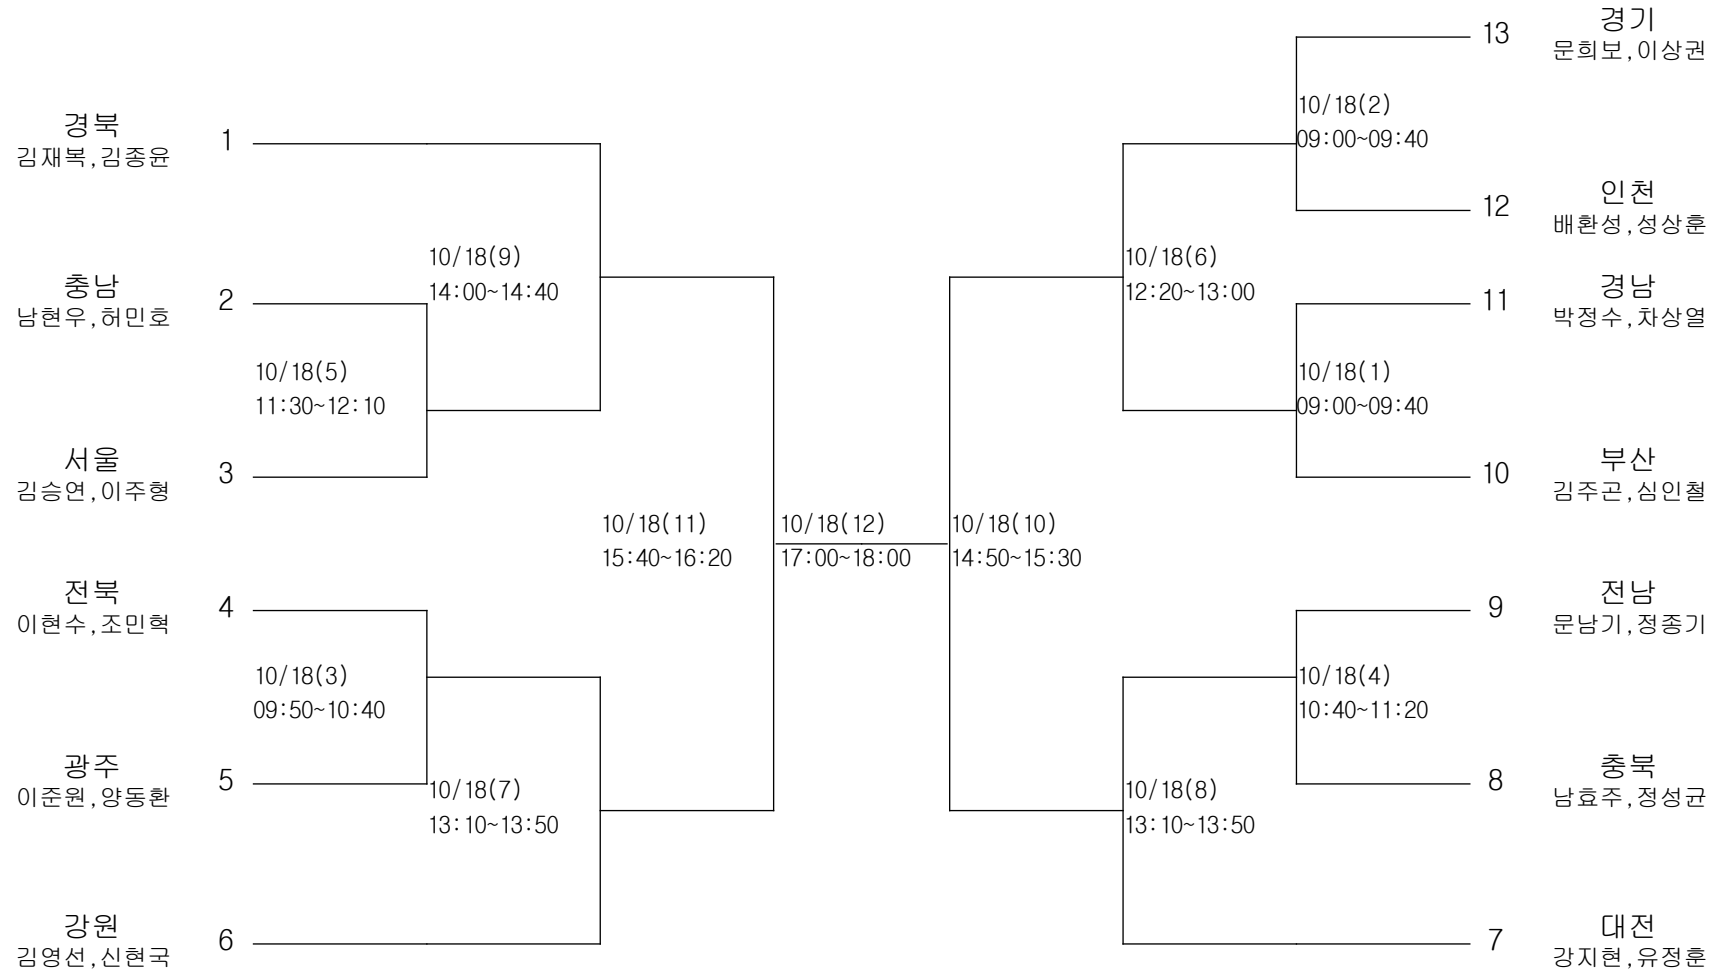 경북
김재복,김종윤
1
충남
남현우,허민호
2
서울
김승연,이주형
3
전북
이현수,조민혁
4
광주
이준원,양동환
5
강원
김영선,신현국
6
10/18(5)
11:30~12:10
10/18(3)
09:50~10:40
10/18(9)
14:00~14:40
10/18(7)
13:10~13:50
10/18(11)
15:40~16:20
10/18(12)
17:00~18:00
10/18(10)
14:50~15:30
10/18(6)
12:20~13:00
10/18(8)
13:10~13:50
10/18(2)
09:00~09:40
10/18(1)
09:00~09:40
10/18(4)
10:40~11:20
13
경기
문희보,이상권
12
인천
배환성,성상훈
11
경남
박정수,차상열
10
부산
김주곤,심인철
9
전남
문남기,정종기
8
충북
남효주,정성균
7
대전
강지현,유정훈